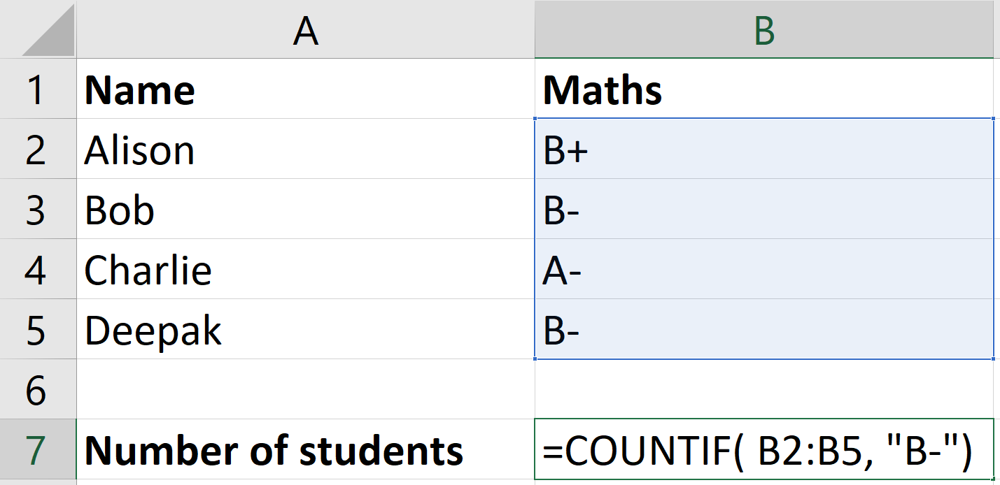 A B
1 Name Maths
2 Alison B+
3 Bob B-
4 Charlie A-
5 Deepak B-
6
7 Number of students =COUNTIF( B2:B5, "B-")